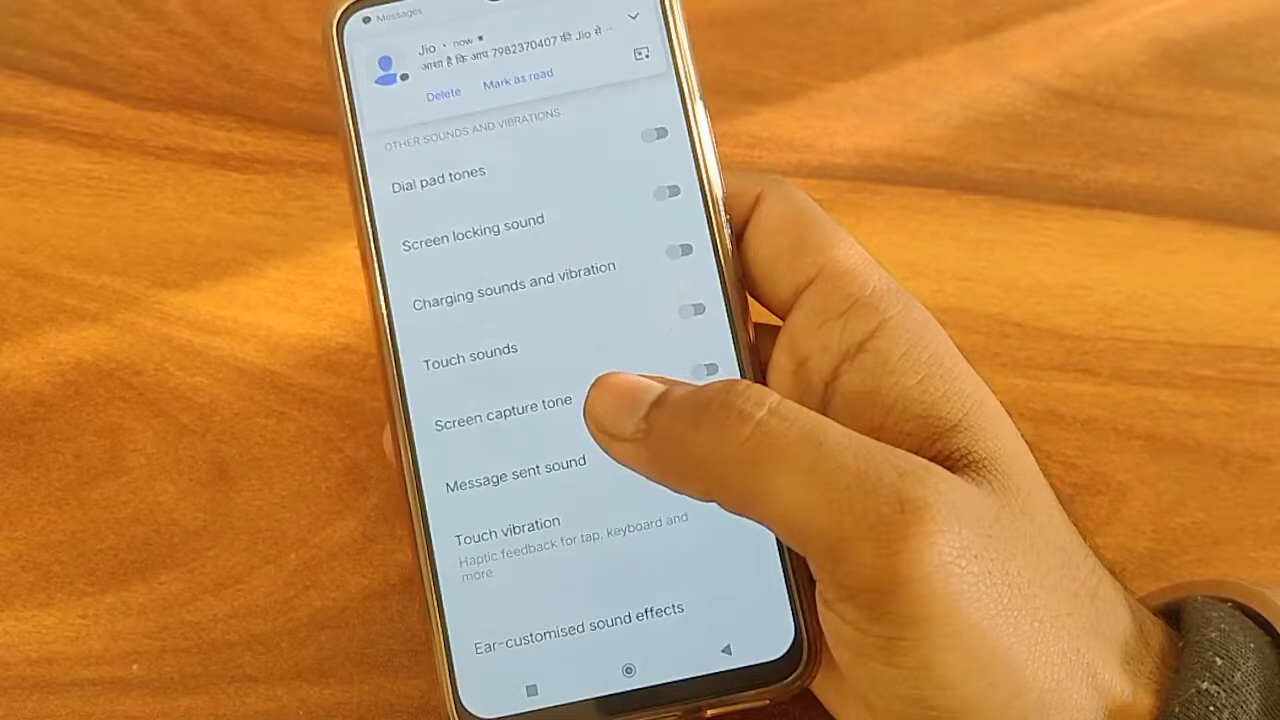 Messages
Jio • now
आशा है कि आप 7982370407 की Jio से...
Delete Mark as read
OTHER SOUNDS AND VIBRATIONS
Dial pad tones
Screen locking sound
Charging sounds and vibration
Touch sounds
Screen capture tone
Message sent sound
Touch vibration
Haptic feedback for tap, keyboard and
more
Ear-customised sound effects